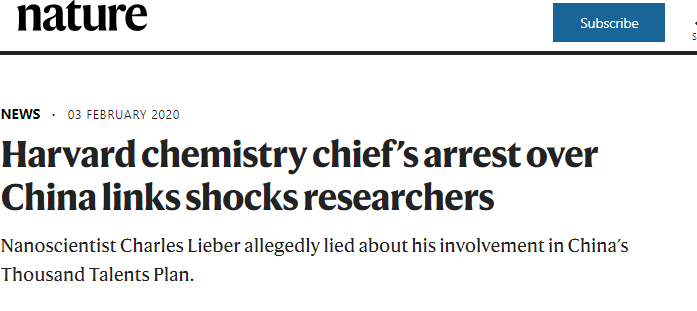 nature
Subscribe
NEWS · 03 FEBRUARY 2020
Harvard chemistry chief’s arrest over
China links shocks researchers
Nanoscientist Charles Lieber allegedly lied about his involvement in China’s
Thousand Talents Plan.